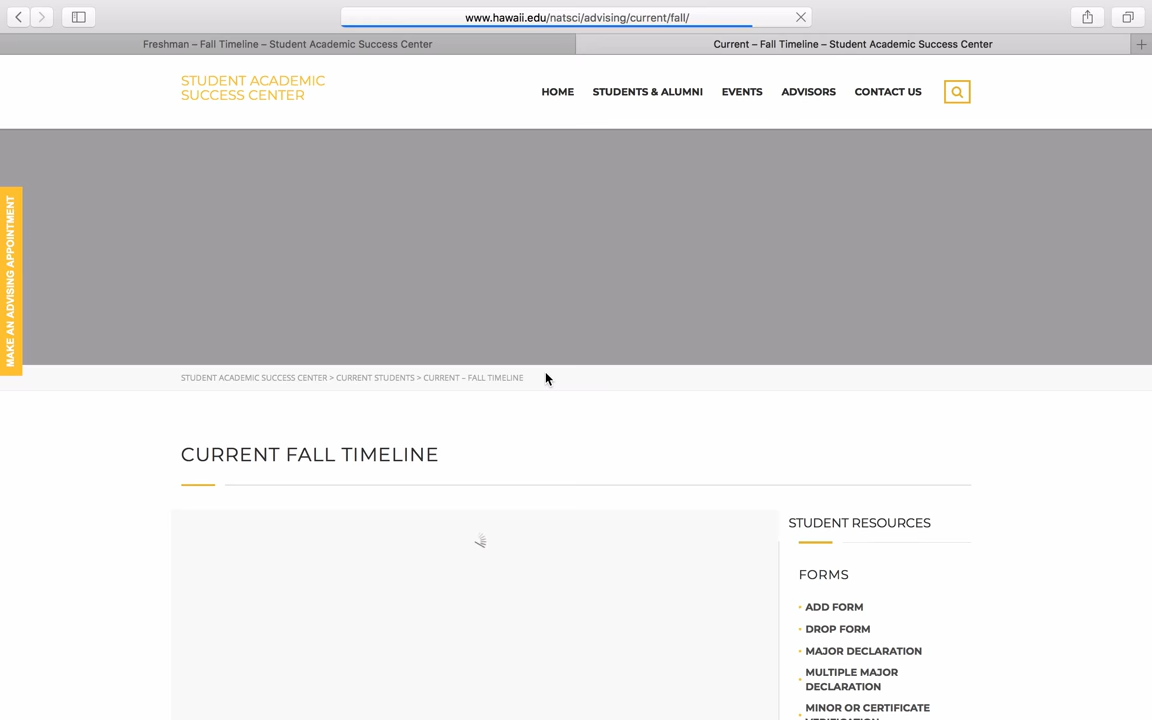 www.hawaii.edu/natsci/advising/current/fall/
Freshman – Fall Timeline – Student Academic Success Center
Current – Fall Timeline – Student Academic Success Center
STUDENT ACADEMIC
SUCCESS CENTER
HOME
STUDENTS & ALUMNI
EVENTS
ADVISORS
CONTACT US
MAKE AN ADVISING APPOINTMENT
STUDENT ACADEMIC SUCCESS CENTER > CURRENT STUDENTS > CURRENT – FALL TIMELINE
CURRENT FALL TIMELINE
STUDENT RESOURCES
FORMS
ADD FORM
DROP FORM
MAJOR DECLARATION
MULTIPLE MAJOR
DECLARATION
MINOR OR CERTIFICATE